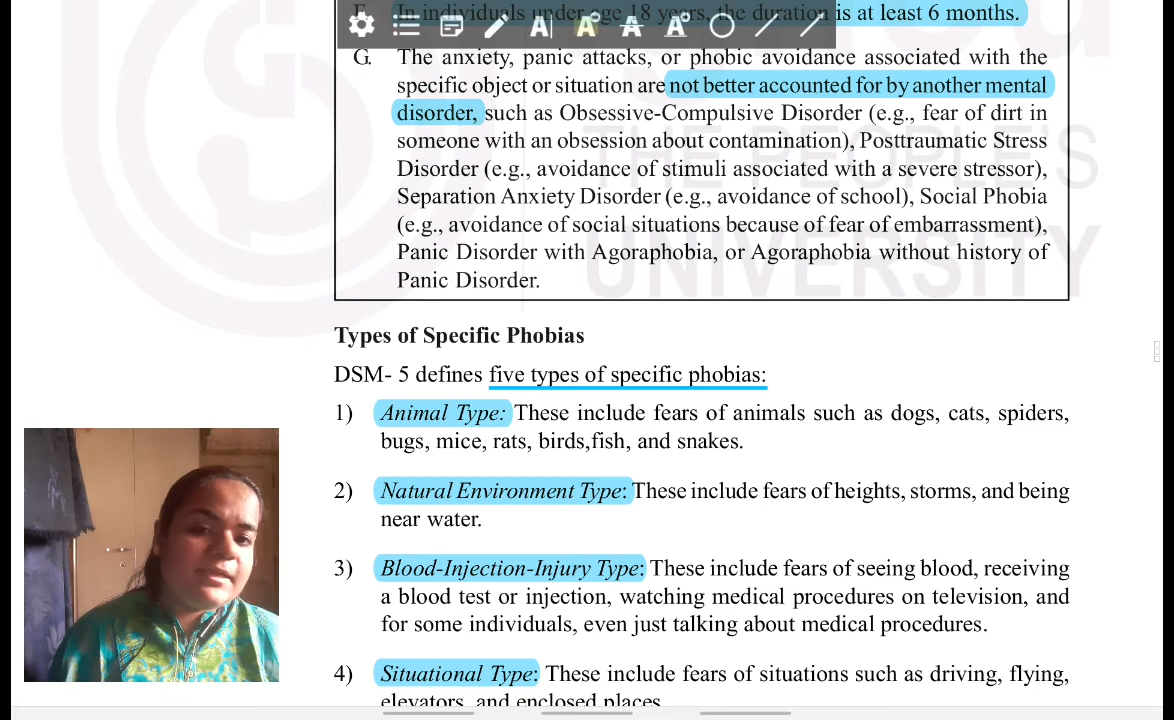 F. In individuals under age 18 years, the duration is at least 6 months.
G. The anxiety, panic attacks, or phobic avoidance associated with the
specific object or situation are not better accounted for by another mental
disorder, such as Obsessive-Compulsive Disorder (e.g., fear of dirt in
someone with an obsession about contamination), Posttraumatic Stress
Disorder (e.g., avoidance of stimuli associated with a severe stressor),
Separation Anxiety Disorder (e.g., avoidance of school), Social Phobia
(e.g., avoidance of social situations because of fear of embarrassment),
Panic Disorder with Agoraphobia, or Agoraphobia without history of
Panic Disorder.
THE PEOPLE'S
UNIVERSITY
Types of Specific Phobias
DSM- 5 defines five types of specific phobias:
1) Animal Type: These include fears of animals such as dogs, cats, spiders,
bugs, mice, rats, birds,fish, and snakes.
2) Natural Environment Type: These include fears of heights, storms, and being
near water.
3) Blood-Injection-Injury Type: These include fears of seeing blood, receiving
a blood test or injection, watching medical procedures on television, and
for some individuals, even just talking about medical procedures.
4) Situational Type: These include fears of situations such as driving, flying,
elevators, and enclosed places.